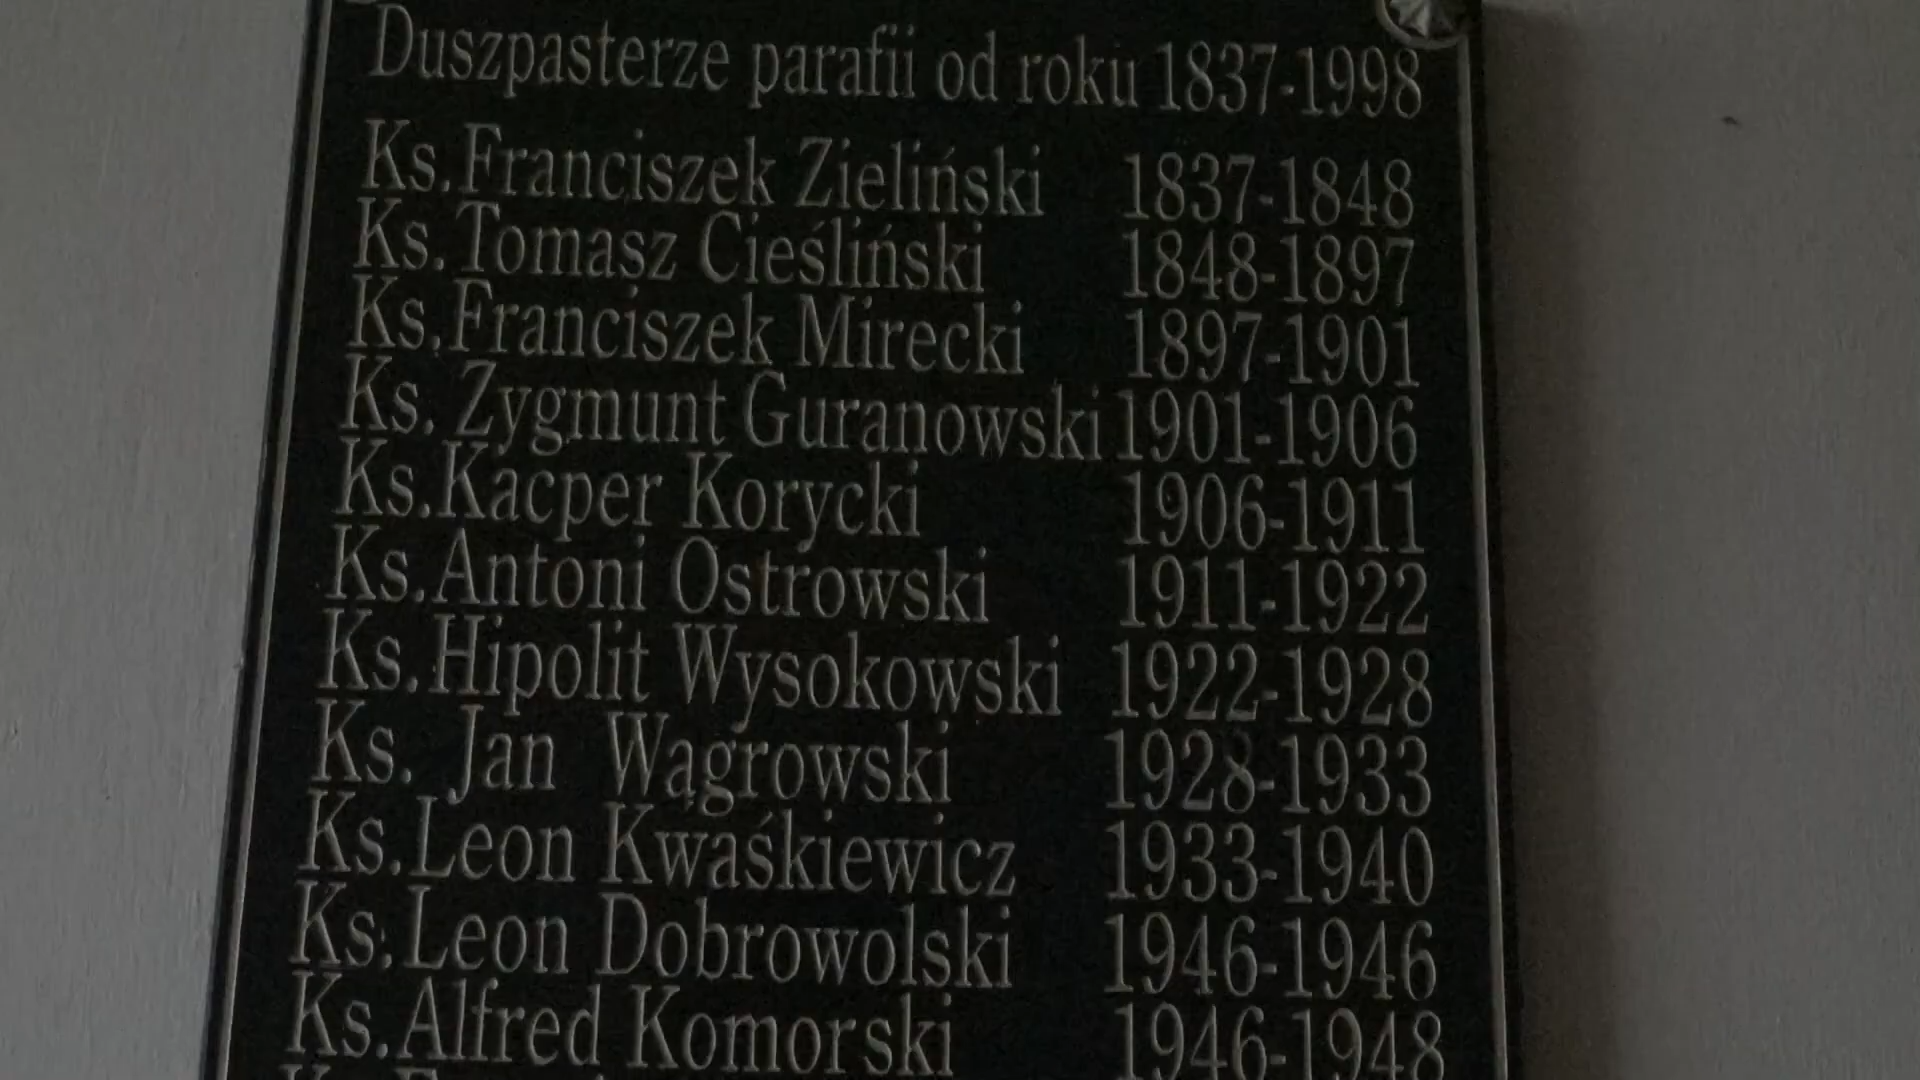 Duszpasterze parafii od roku 1837-1998
Ks. Franciszek Zieliński 1837-1848
Ks. Tomasz Cieśliński 1848-1897
Ks. Franciszek Mirecki 1897-1901
Ks. Zygmunt Guranowski 1901-1906
Ks. Kacper Korycki 1906-1911
Ks. Antoni Ostrowski 1911-1922
Ks. Hipolit Wysokowski 1922-1928
Ks. Jan Wągrowski 1928-1933
Ks. Leon Kwaśkiewicz 1933-1940
Ks. Leon Dobrowolski 1946-1946
Ks. Alfred Komorski 1946-1948